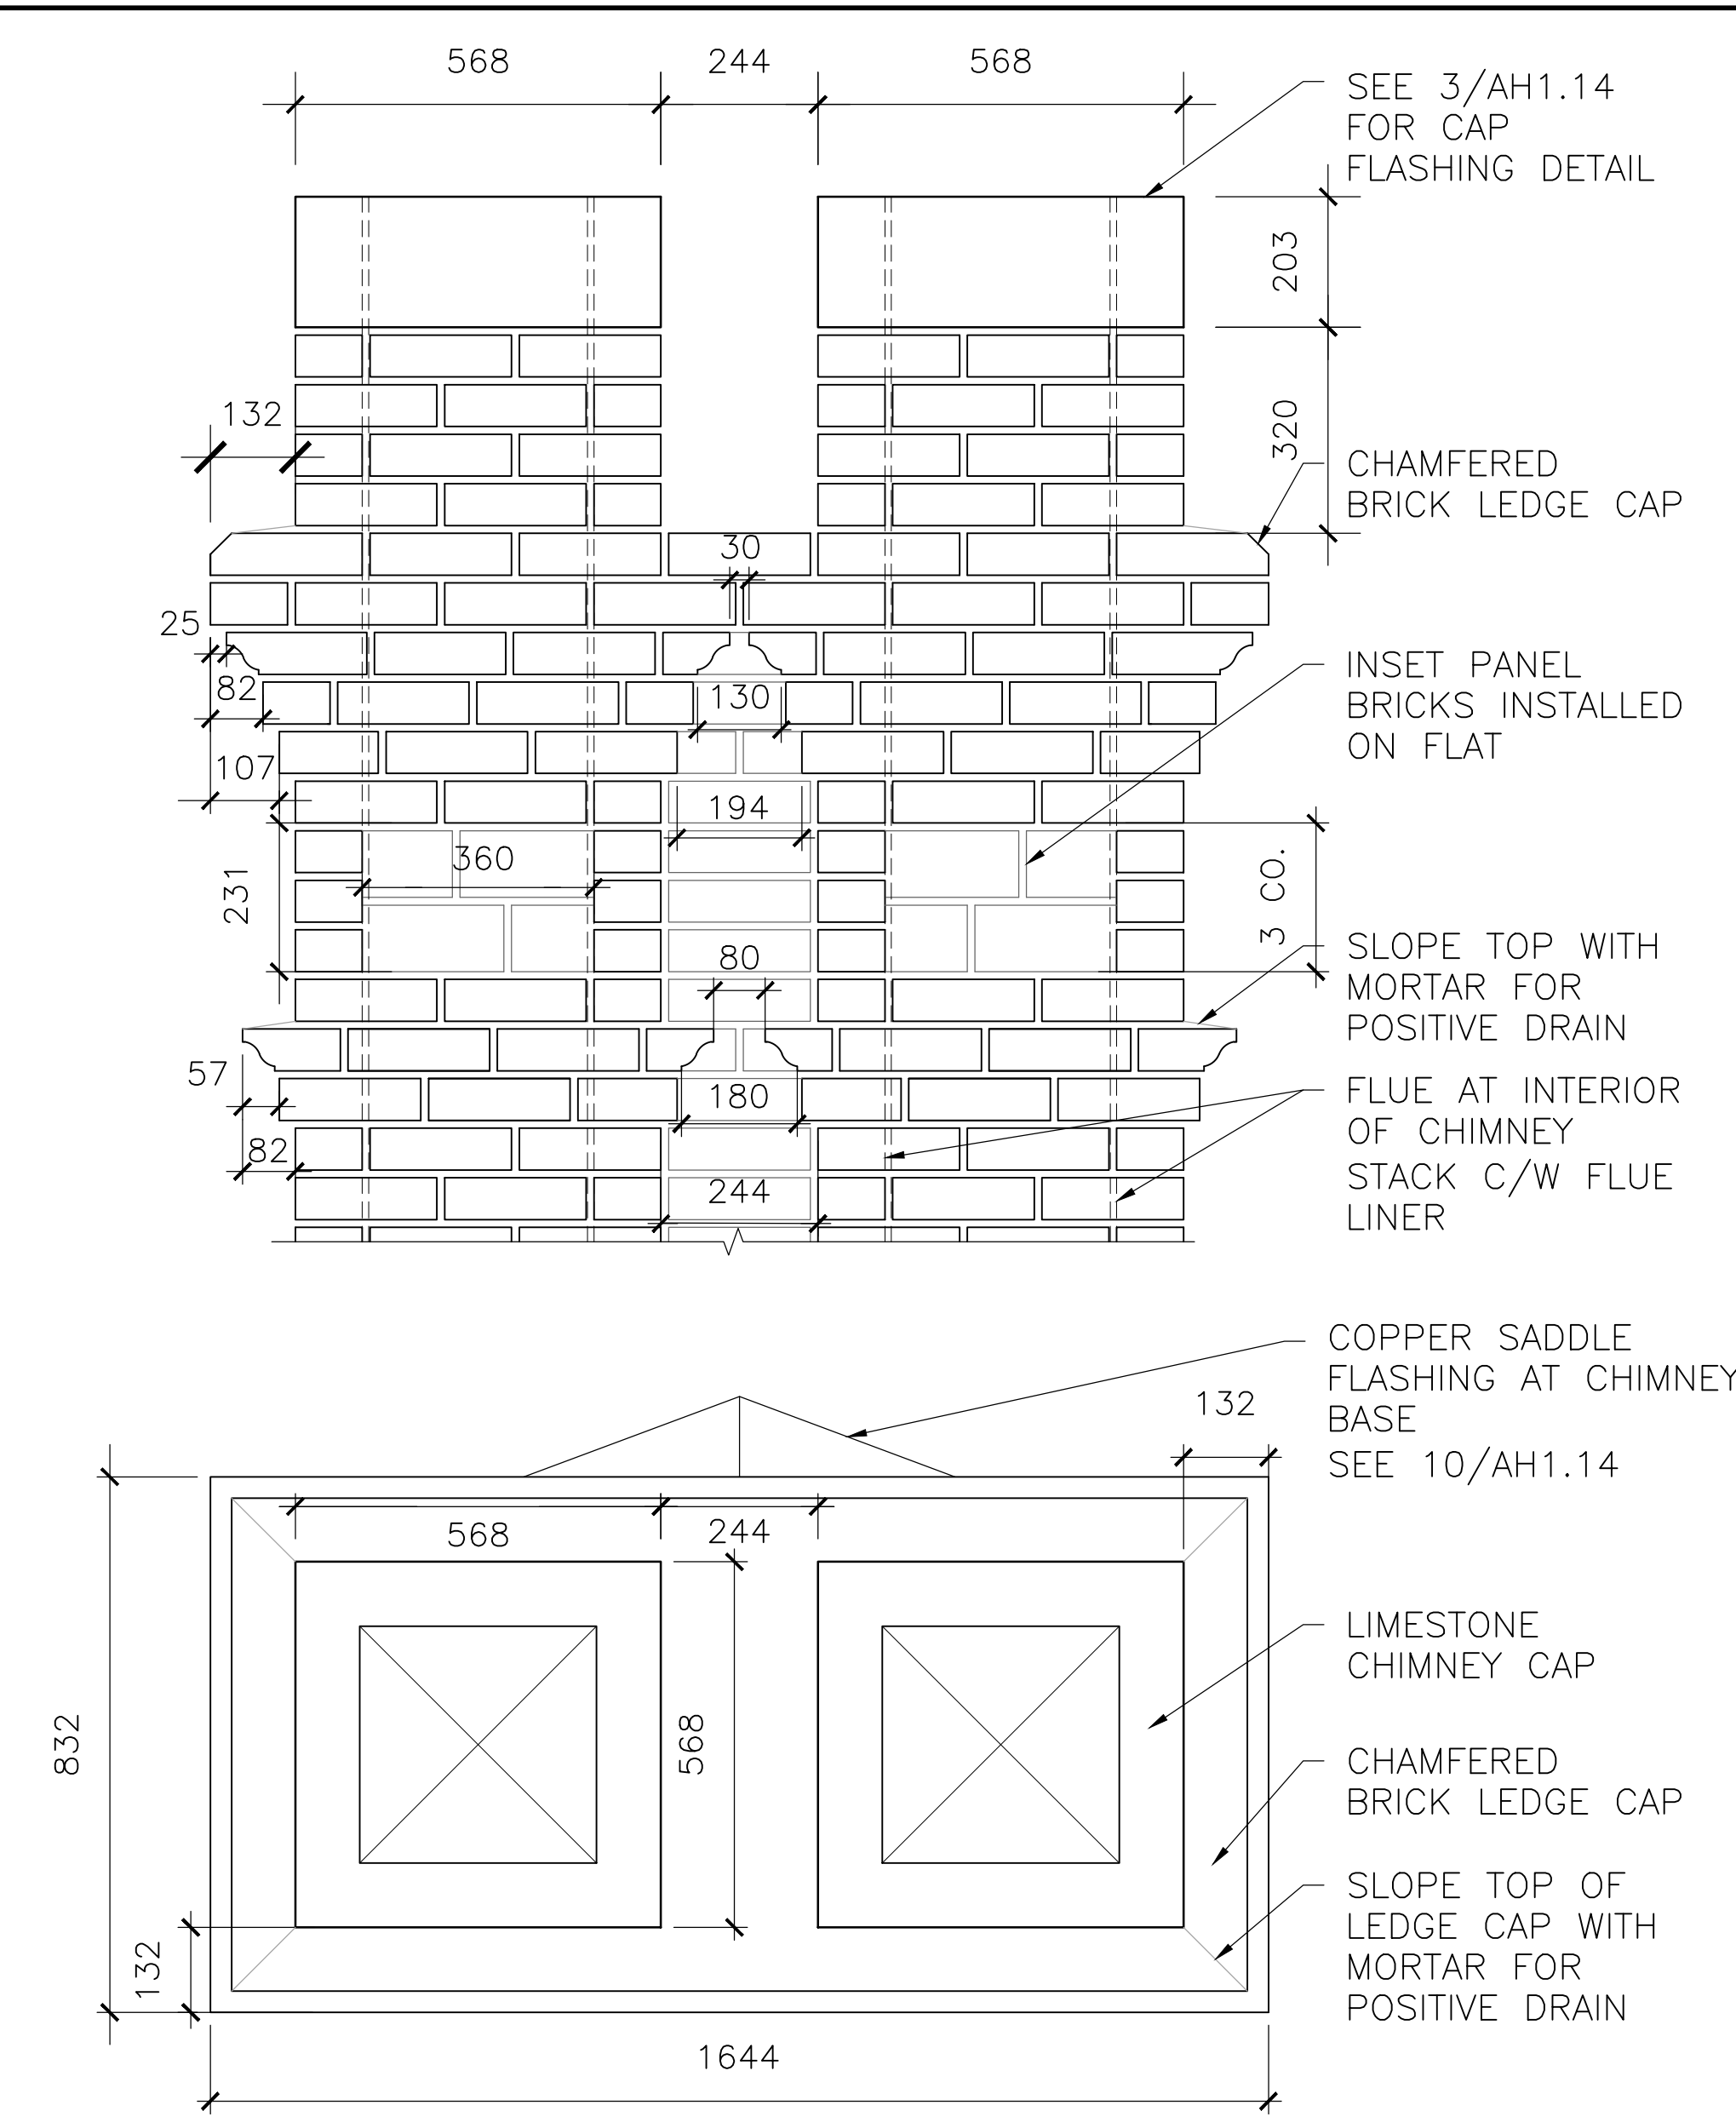 568 244 568
SEE 3/AH1.14
FOR CAP
FLASHING DETAIL
203
132
320
CHAMFERED
BRICK LEDGE CAP
30
25
INSET PANEL
BRICKS INSTALLED
ON FLAT
82
130
107
194
360
231
3 CO.
80
SLOPE TOP WITH
MORTAR FOR
POSITIVE DRAIN
57
180
FLUE AT INTERIOR
OF CHIMNEY
STACK C/W FLUE
LINER
82
244
COPPER SADDLE
FLASHING AT CHIMNEY
BASE
SEE 10/AH1.14
132
568 244
568
832
LIMESTONE
CHIMNEY CAP
CHAMFERED
BRICK LEDGE CAP
SLOPE TOP OF
LEDGE CAP WITH
MORTAR FOR
POSITIVE DRAIN
132
1644